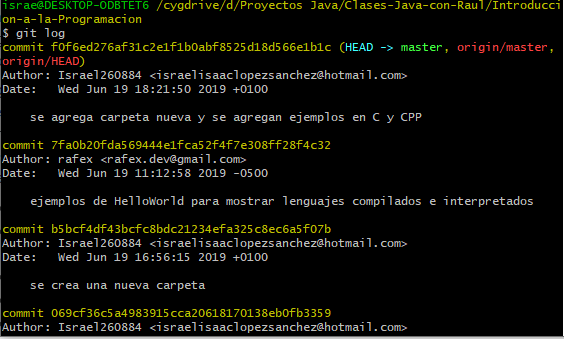 israe@DESKTOP-ODBTET6 /cygdrive/d/Proyectos Java/Clases-Java-con-Raul/Introducci
on-a-la-Programacion
$ git log
commit f0f6ed276af31c2e1f1b0abf8525d18d566e1b1c (HEAD -> master, origin/master,
origin/HEAD)
Author: Israel260884 <israelisaaclopezsanchez@hotmail.com>
Date:   Wed Jun 19 18:21:50 2019 +0100
se agrega carpeta nueva y se agregan ejemplos en C y CPP
commit 7fa0b20fda569444e1fca52f4f7e308ff28f4c32
Author: rafex <rafex.dev@gmail.com>
Date:   Wed Jun 19 11:12:58 2019 -0500
ejemplos de HelloWorld para mostrar lenguajes compilados e interpretados
commit b5bcf4df43bcfc8bdc21234efa325c8ec6a5f07b
Author: Israel260884 <israelisaaclopezsanchez@hotmail.com>
Date:   Wed Jun 19 16:56:15 2019 +0100
se crea una nueva carpeta
commit 069cf36c5a4983915cca20618170138eb0fb3359
Author: Israel260884 <israelisaaclopezsanchez@hotmail.com>